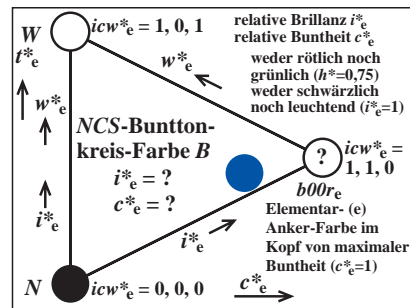 W
icw*e = 1, 0, 1
t*e
w*e
i*e
relative Brillanz i*e
relative Buntheit c*e
weder rötlich noch
grünlich (h*=0,75)
weder schwärzlich
noch leuchtend (i*e=1)
w*e
NCS-Buntton-
kreis-Farbe B
i*e = ?
c*e = ?
?
icw*e =
1, 1, 0
b00re
i*e
Elementar- (e)
Anker-Farbe im
Kopf von maximaler
Buntheit (c*e=1)
N
icw*e = 0, 0, 0
c*e